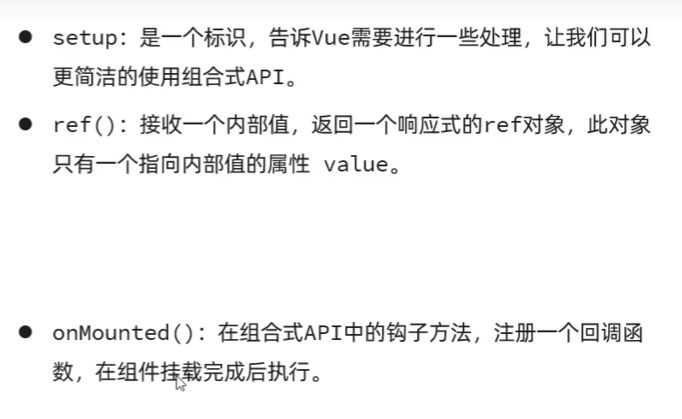 ● setup：是一个标识，告诉Vue需要进行一些处理，让我们可以
更简洁的使用组合式API。
● ref()：接收一个内部值，返回一个响应式的ref对象，此对象
只有一个指向内部值的属性 value。
● onMounted()：在组合式API中的钩子方法，注册一个回调函
数，在组件挂载完成后执行。